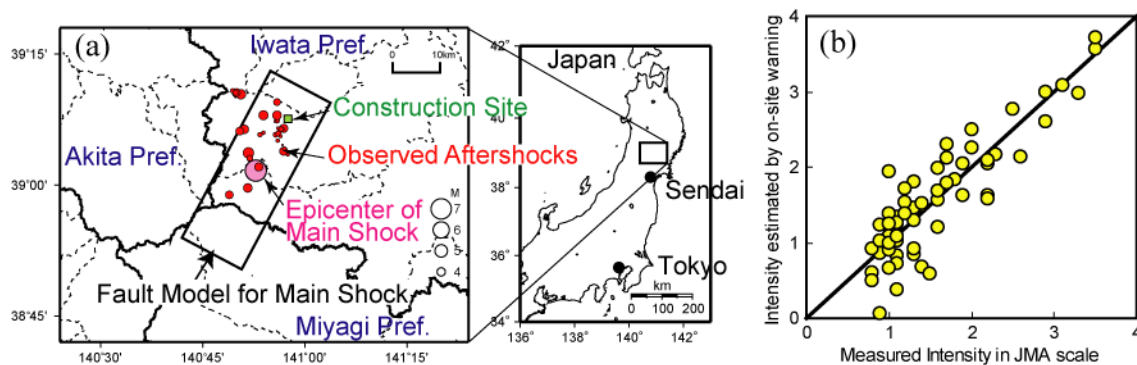 (a)
Iwata Pref.
0 10km
39°15'
39°00'
38°45'
Construction Site
Akita Pref.
Observed Aftershocks
Epicenter of
Main Shock
M
7
6
5
4
Fault Model for Main Shock
Miyagi Pref.
140°30'
140°45'
141°00'
141°15'
Japan
42°
40°
38°
36°
34°
Sendai
Tokyo
km
0 100 200
136°
138°
140°
142°
(b)
Intensity estimated by on-site warning
4
3
2
1
0
0 1 2 3 4
Measured Intensity in JMA scale